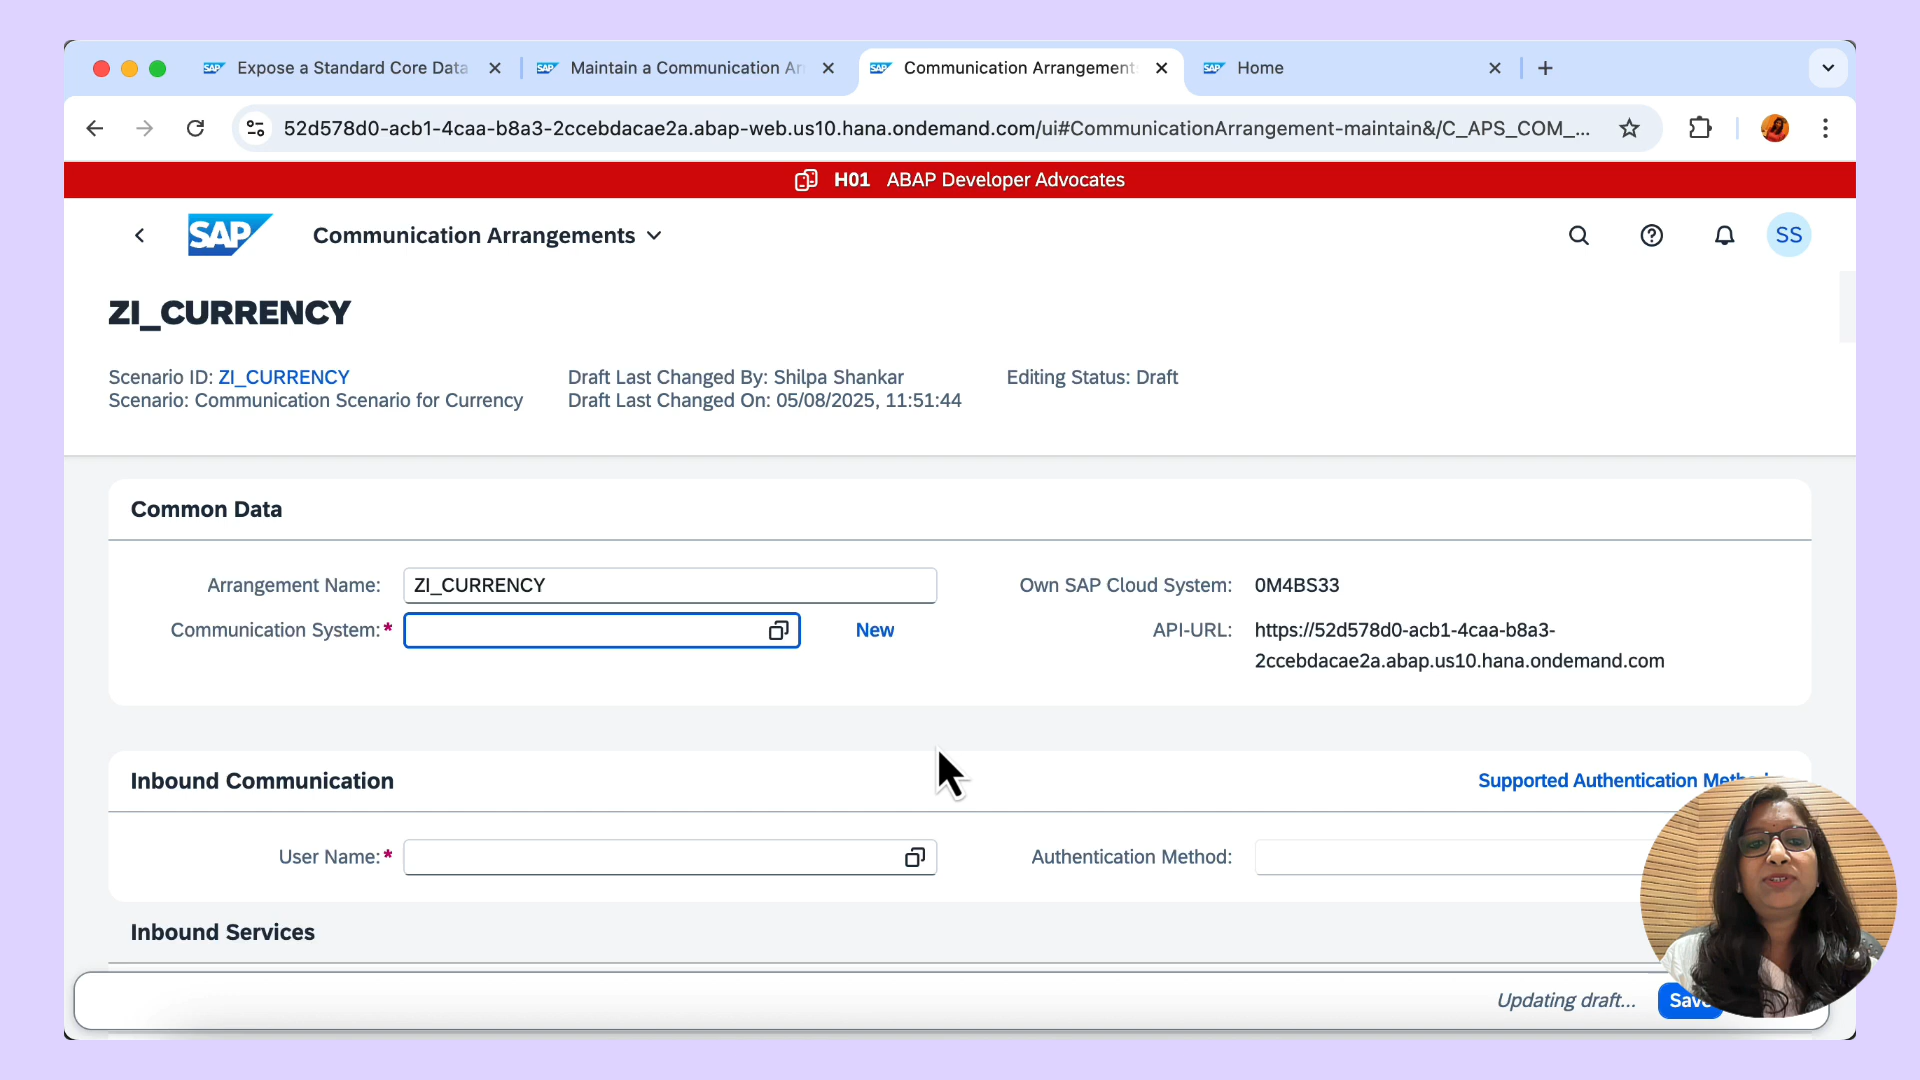 SAP Expose a Standard Core Data
SAP Maintain a Communication Ar
SAP Communication Arrangement
SAP Home
52d578d0-acb1-4caa-b8a3-2ccebdacae2a.abap-web.us10.hana.ondemand.com/ui#CommunicationArrangement-maintain&/C_APS_COM_...
H01 ABAP Developer Advocates
SAP Communication Arrangements
SS
ZI_CURRENCY
Scenario ID: ZI_CURRENCY
Scenario: Communication Scenario for Currency
Draft Last Changed By: Shilpa Shankar
Draft Last Changed On: 05/08/2025, 11:51:44
Editing Status: Draft
Common Data
Arrangement Name: ZI_CURRENCY
Communication System:* New
Own SAP Cloud System: 0M4BS33
API-URL: https://52d578d0-acb1-4caa-b8a3-
2ccebdacae2a.abap.us10.hana.ondemand.com
Inbound Communication
Supported Authentication
User Name:*
Authentication Method:
Inbound Services
Updating draft...
Save